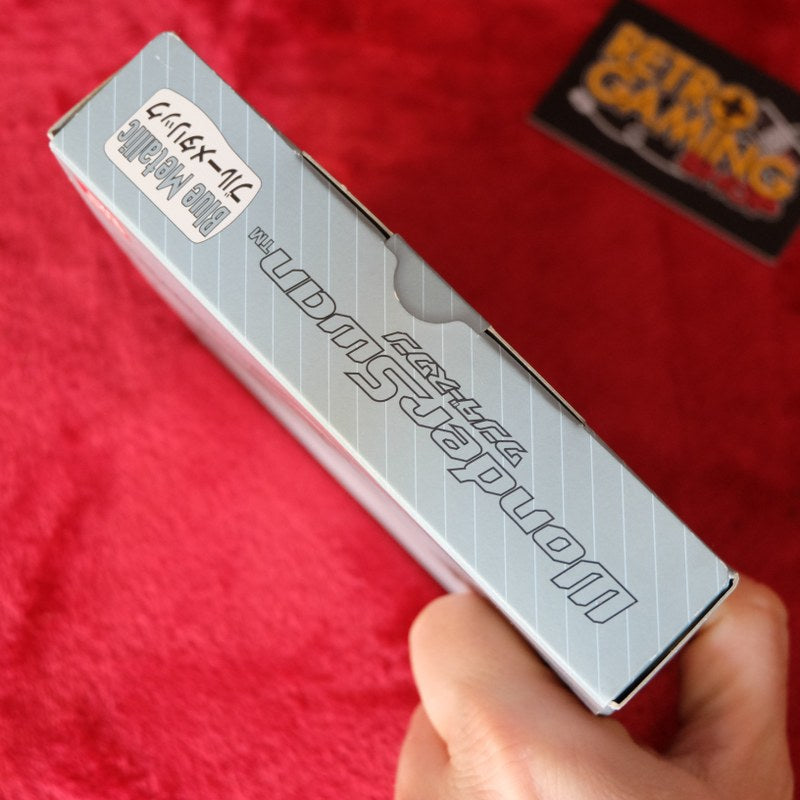 WonderSwan™
ワンダースワン
Blue Metallic
ブルーメタリック
RETRO
GAMING
SHOP